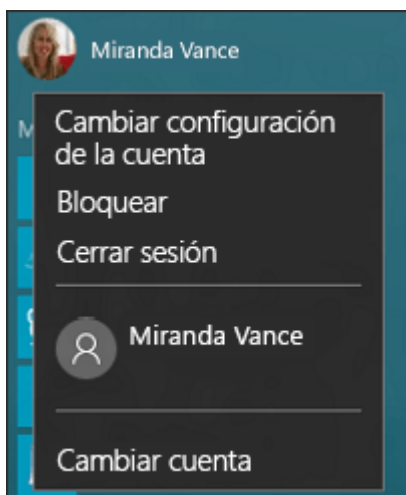 Miranda Vance
Cambiar configuración
de la cuenta
Bloquear
Cerrar sesión
Miranda Vance
Cambiar cuenta